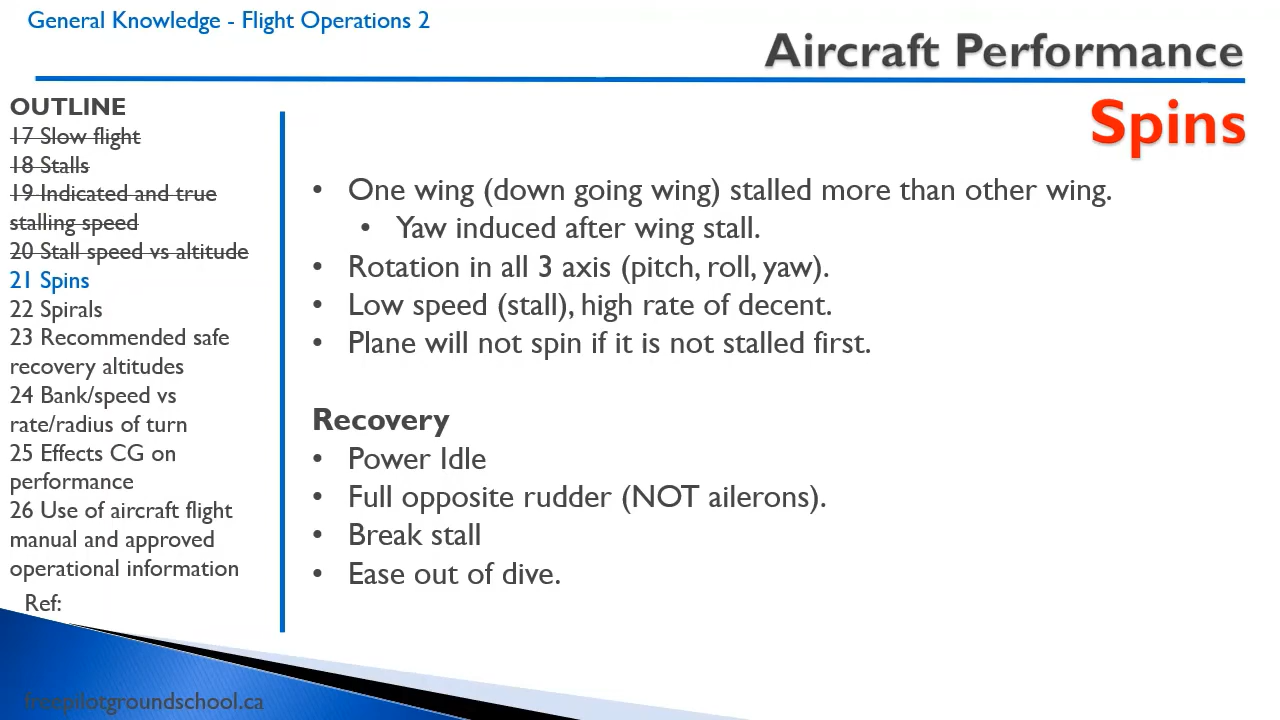 General Knowledge - Flight Operations 2
Aircraft Performance
Spins
OUTLINE
17 Slow flight
18 Stalls
19 Indicated and true
stalling speed
20 Stall speed vs altitude
21 Spins
22 Spirals
23 Recommended safe
recovery altitudes
24 Bank/speed vs
rate/radius of turn
25 Effects CG on
performance
26 Use of aircraft flight
manual and approved
operational information
Ref:
• One wing (down going wing) stalled more than other wing.
• Yaw induced after wing stall.
• Rotation in all 3 axis (pitch, roll, yaw).
• Low speed (stall), high rate of decent.
• Plane will not spin if it is not stalled first.
Recovery
• Power Idle
• Full opposite rudder (NOT ailerons).
• Break stall
• Ease out of dive.
freepilotgroundschool.ca